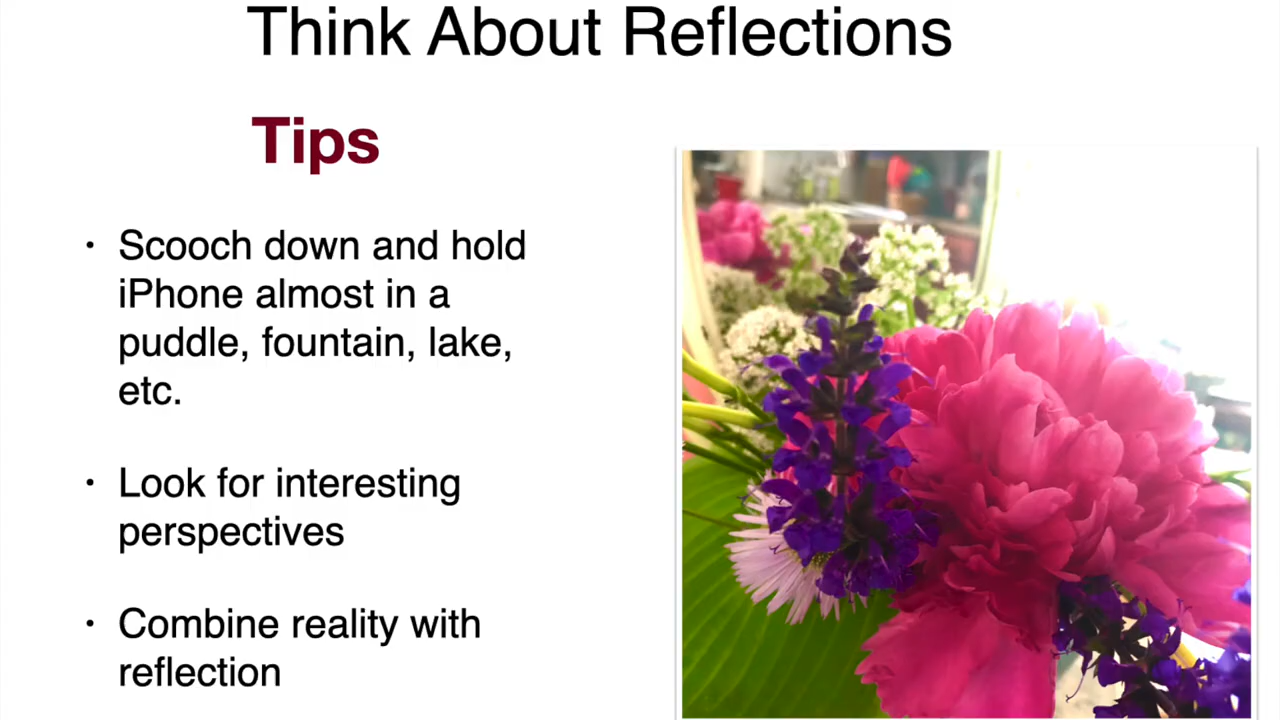 Think About Reflections
Tips
• Scooch down and hold
iPhone almost in a
puddle, fountain, lake,
etc.
• Look for interesting
perspectives
• Combine reality with
reflection